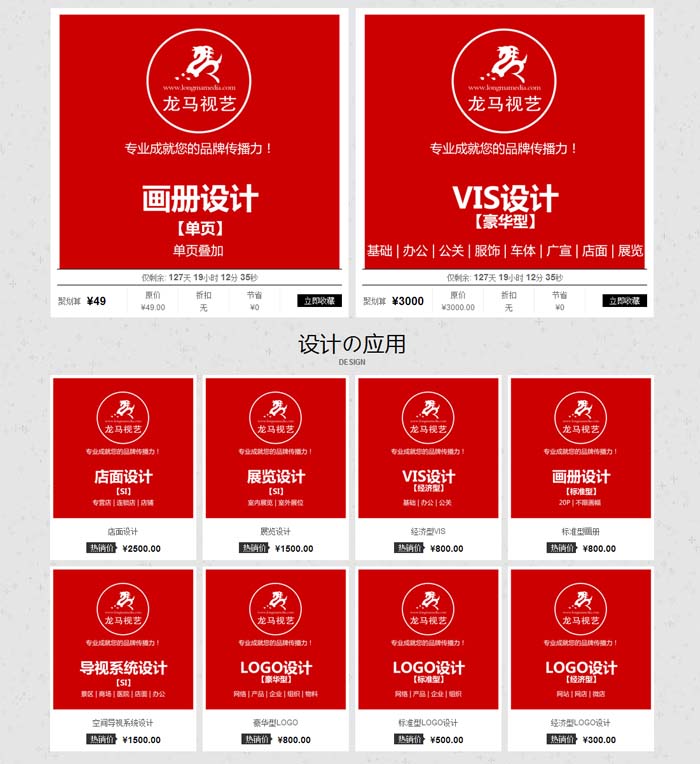 www.longmamedia.com
龙马视艺
专业成就您的品牌传播力！
画册设计
【单页】
单页叠加
仅剩余: 127天 19小时 12分 35秒
聚划算 ¥49
原价 折扣 节省
¥49.00 无 ¥0
立即收藏
www.longmamedia.com
龙马视艺
专业成就您的品牌传播力！
VIS设计
【豪华型】
基础 | 办公 | 公关 | 服饰 | 车体 | 广宣 | 店面 | 展览
仅剩余: 127天 19小时 12分 35秒
聚划算 ¥3000
原价 折扣 节省
¥3000.00 无 ¥0
立即收藏
设计の应用
DESIGN
龙马视艺
专业成就您的品牌传播力！
店面设计
【SI】
专营店 | 连锁店 | 店铺
店面设计
热销价 ¥2500.00
龙马视艺
专业成就您的品牌传播力！
展览设计
【SI】
室内展览 | 室外展位
展览设计
热销价 ¥1500.00
龙马视艺
专业成就您的品牌传播力！
VIS设计
【经济型】
基础 | 办公 | 公关
经济型VIS
热销价 ¥800.00
龙马视艺
专业成就您的品牌传播力！
画册设计
【标准型】
20P | 不限画幅
标准型画册
热销价 ¥800.00
龙马视艺
专业成就您的品牌传播力！
导视系统设计
【SI】
景区 | 商场 | 医院 | 店面 | 办公
空间导视系统设计
热销价 ¥1500.00
龙马视艺
专业成就您的品牌传播力！
LOGO设计
【豪华型】
网络 | 产品 | 企业 | 组织 | 物料
豪华型LOGO
热销价 ¥800.00
龙马视艺
专业成就您的品牌传播力！
LOGO设计
【标准型】
网络 | 产品 | 企业 | 组织
标准型LOGO设计
热销价 ¥500.00
龙马视艺
专业成就您的品牌传播力！
LOGO设计
【经济型】
网站 | 网店 | 微店
经济型LOGO设计
热销价 ¥300.00